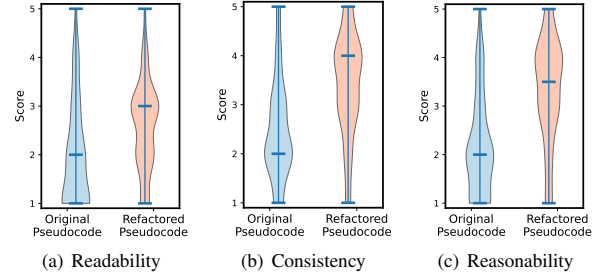 5
4
3
2
1
Score
Original
Pseudocode
Refactored
Pseudocode
(a) Readability
5
4
3
2
1
Score
Original
Pseudocode
Refactored
Pseudocode
(b) Consistency
5
4
3
2
1
Score
Original
Pseudocode
Refactored
Pseudocode
(c) Reasonability